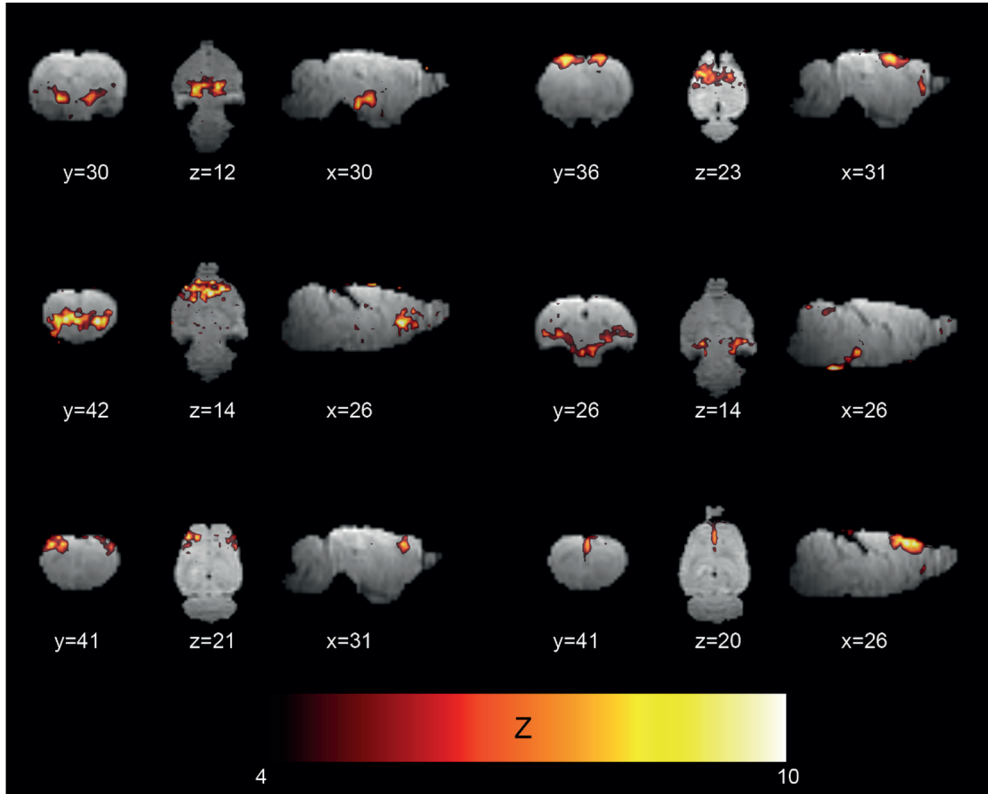 y=30 z=12 x=30 y=36 z=23 x=31
y=42 z=14 x=26 y=26 z=14 x=26
y=41 z=21 x=31 y=41 z=20 x=26
Z
4 10